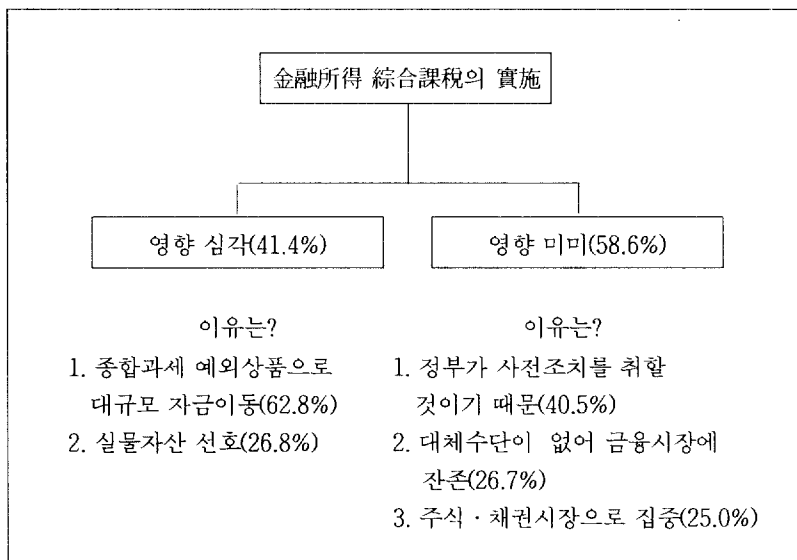 金融所得 綜合課稅의 實施
영향 심각(41.4%)
영향 미미(58.6%)
이유는?
1. 종합과세 예외상품으로
대규모 자금이동(62.8%)
2. 실물자산 선호(26.8%)
이유는?
1. 정부가 사전조치를 취할
것이기 때문(40.5%)
2. 대체수단이 없어 금융시장에
잔존(26.7%)
3. 주식·채권시장으로 집중(25.0%)